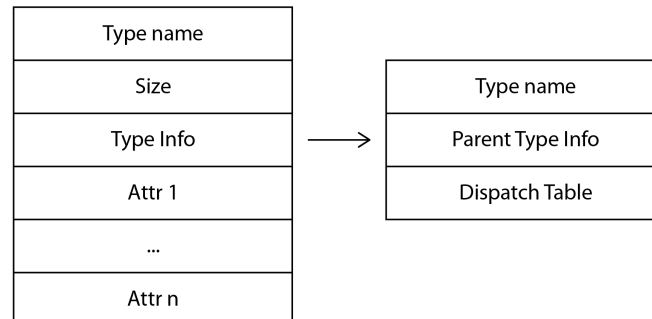 Type name
Size
Type Info
Attr 1
...
Attr n
Type name
Parent Type Info
Dispatch Table